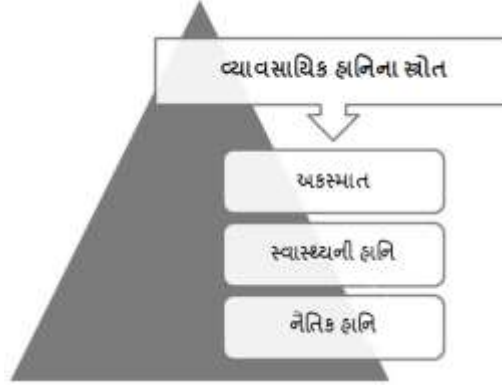 વ્યાવસાયિક હાનિના સ્ત્રોત
અકસ્માત
સ્વાસ્થ્યની હાનિ
નૈતિક હાનિ